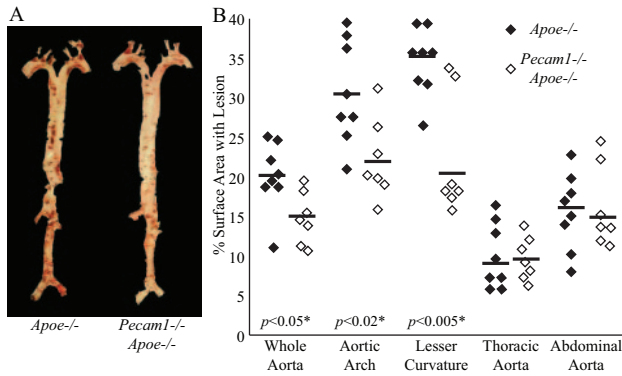 A
B
Apoe-/-
Pecam1-/-
Apoe-/-
% Surface Area with Lesion
40
35
30
25
20
15
10
5
0
Apoe-/-
Pecam1-/-
Apoe-/-
p<0.05*
p<0.02*
p<0.005*
Whole
Aorta
Aortic
Arch
Lesser
Curvature
Thoracic
Aorta
Abdominal
Aorta